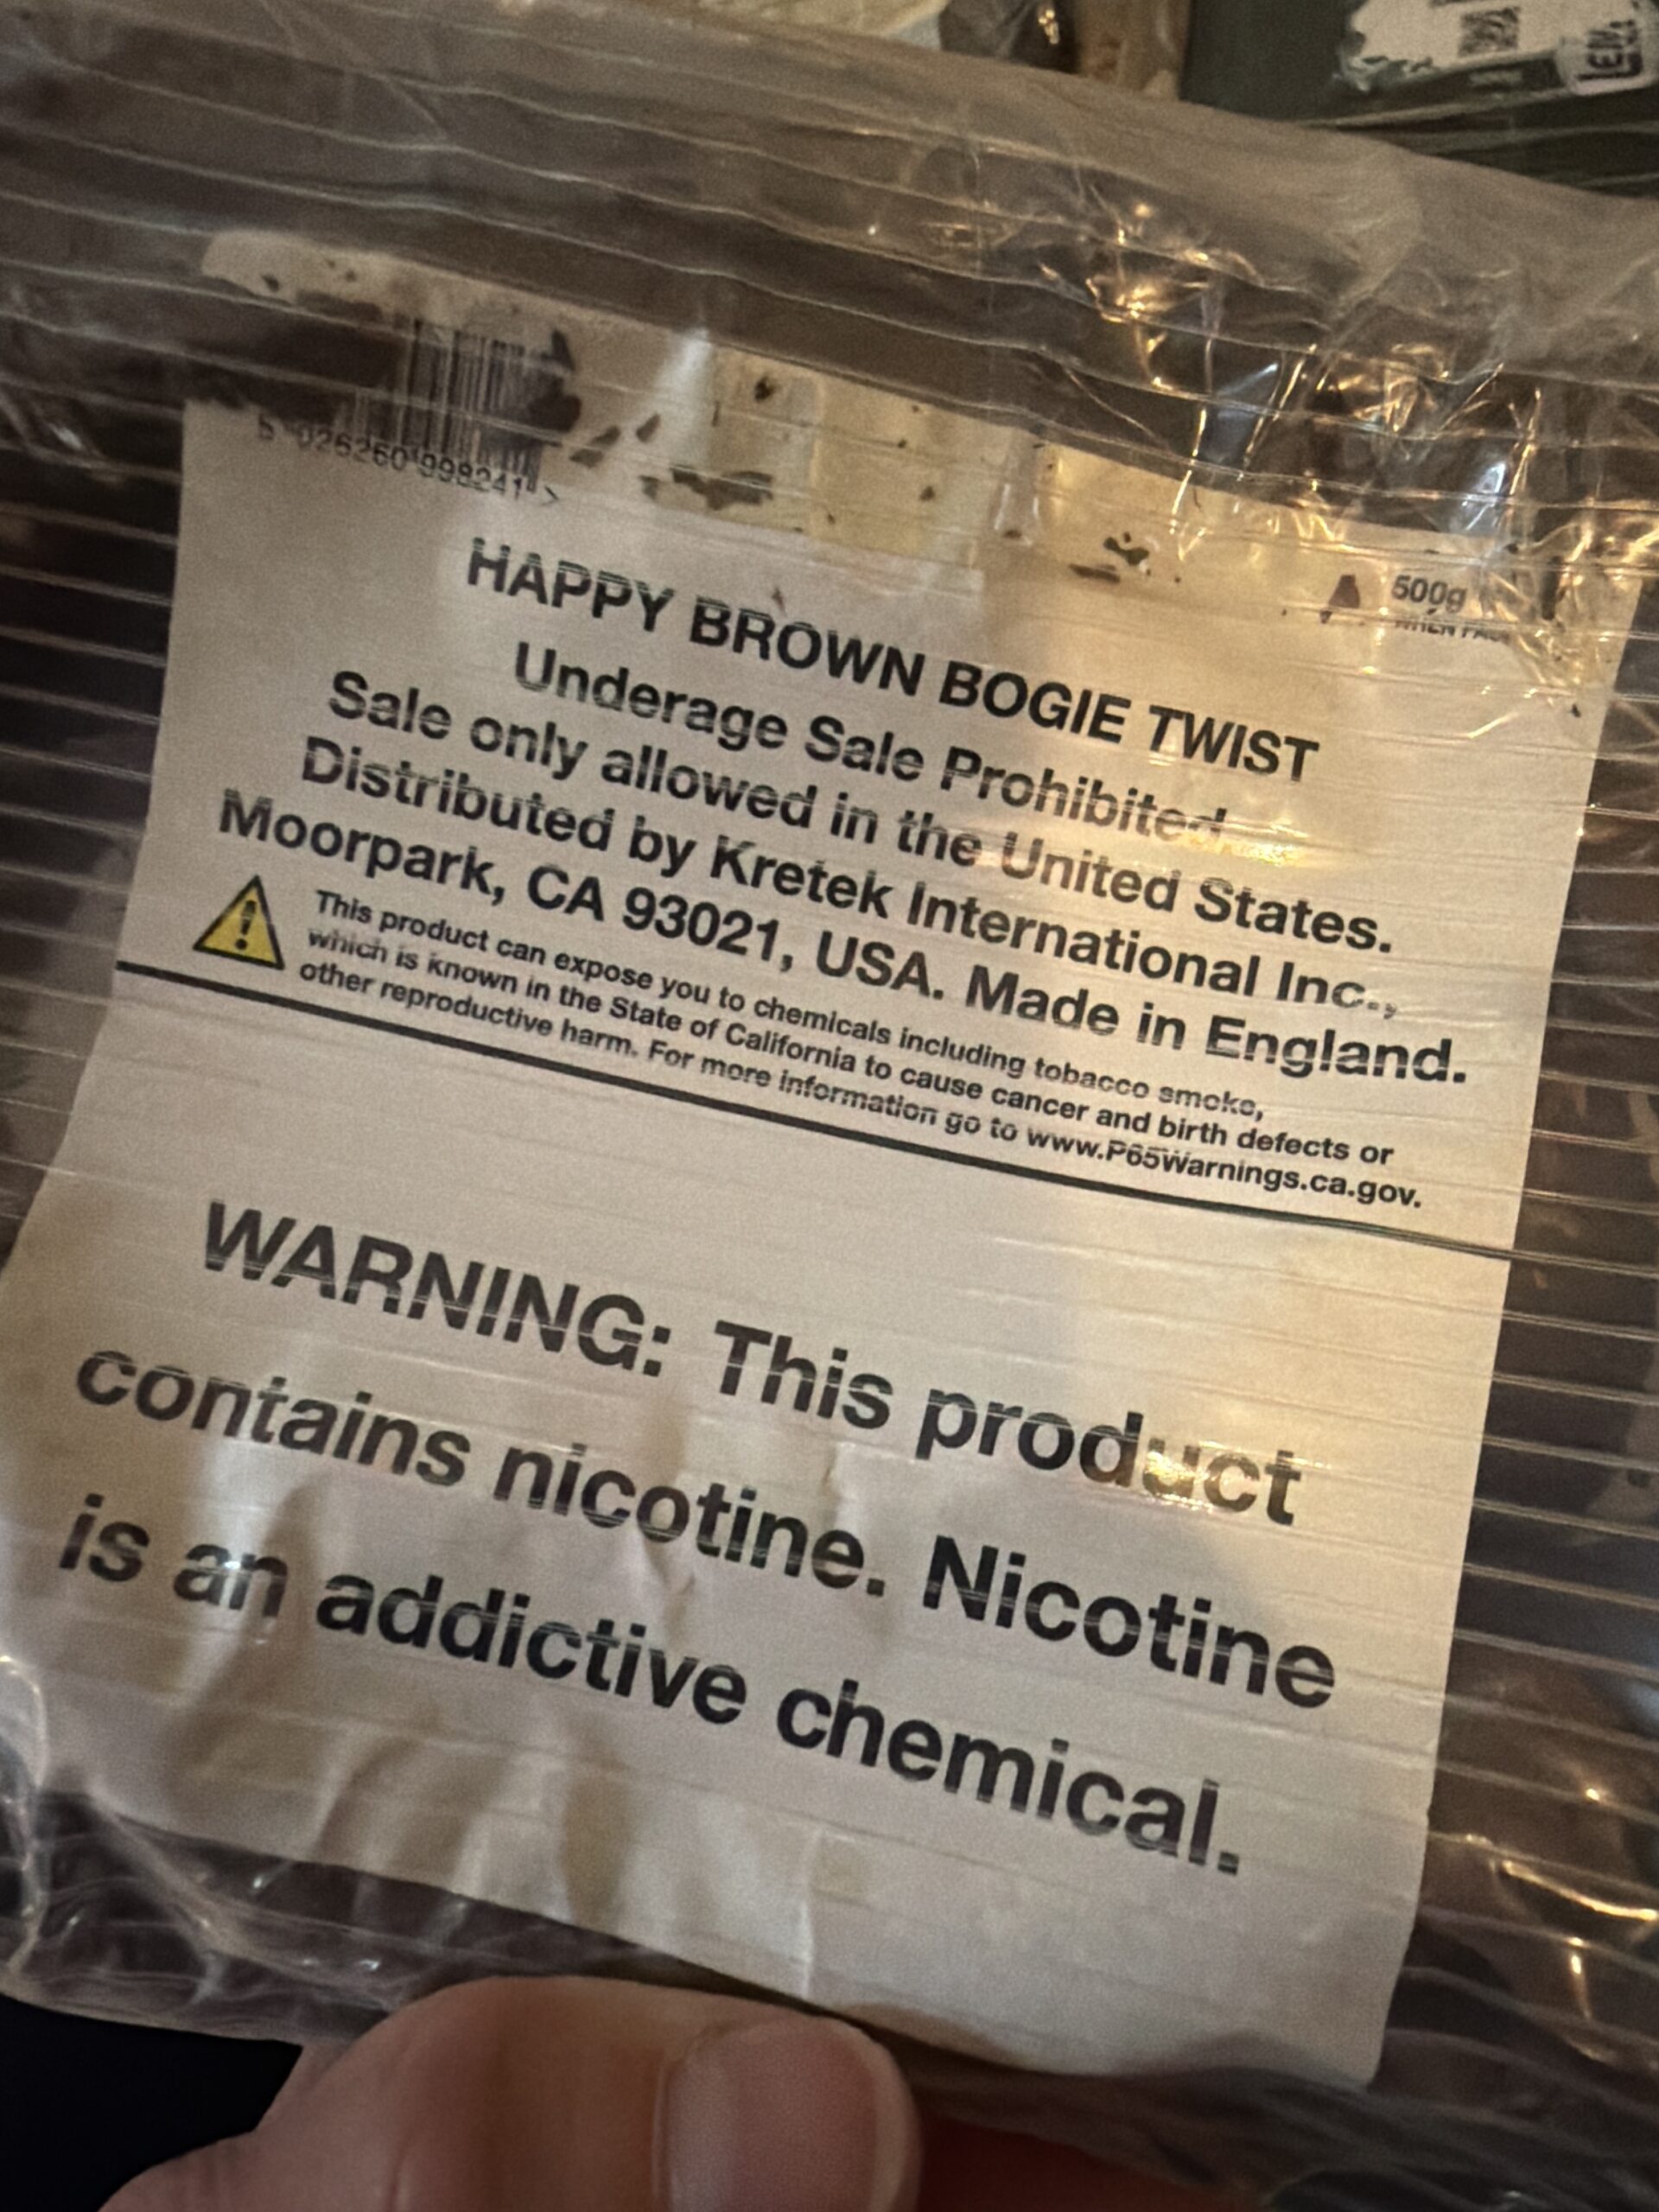 5 026260 998241 >
500g
HAPPY BROWN BOGIE TWIST
Underage Sale Prohibited
Sale only allowed in the United States.
Distributed by Kretek International Inc.,
Moorpark, CA 93021, USA. Made in England.
This product can expose you to chemicals including tobacco smoke,
which is known in the State of California to cause cancer and birth defects or
other reproductive harm. For more information go to www.P65Warnings.ca.gov.
WARNING: This product
contains nicotine. Nicotine
is an addictive chemical.